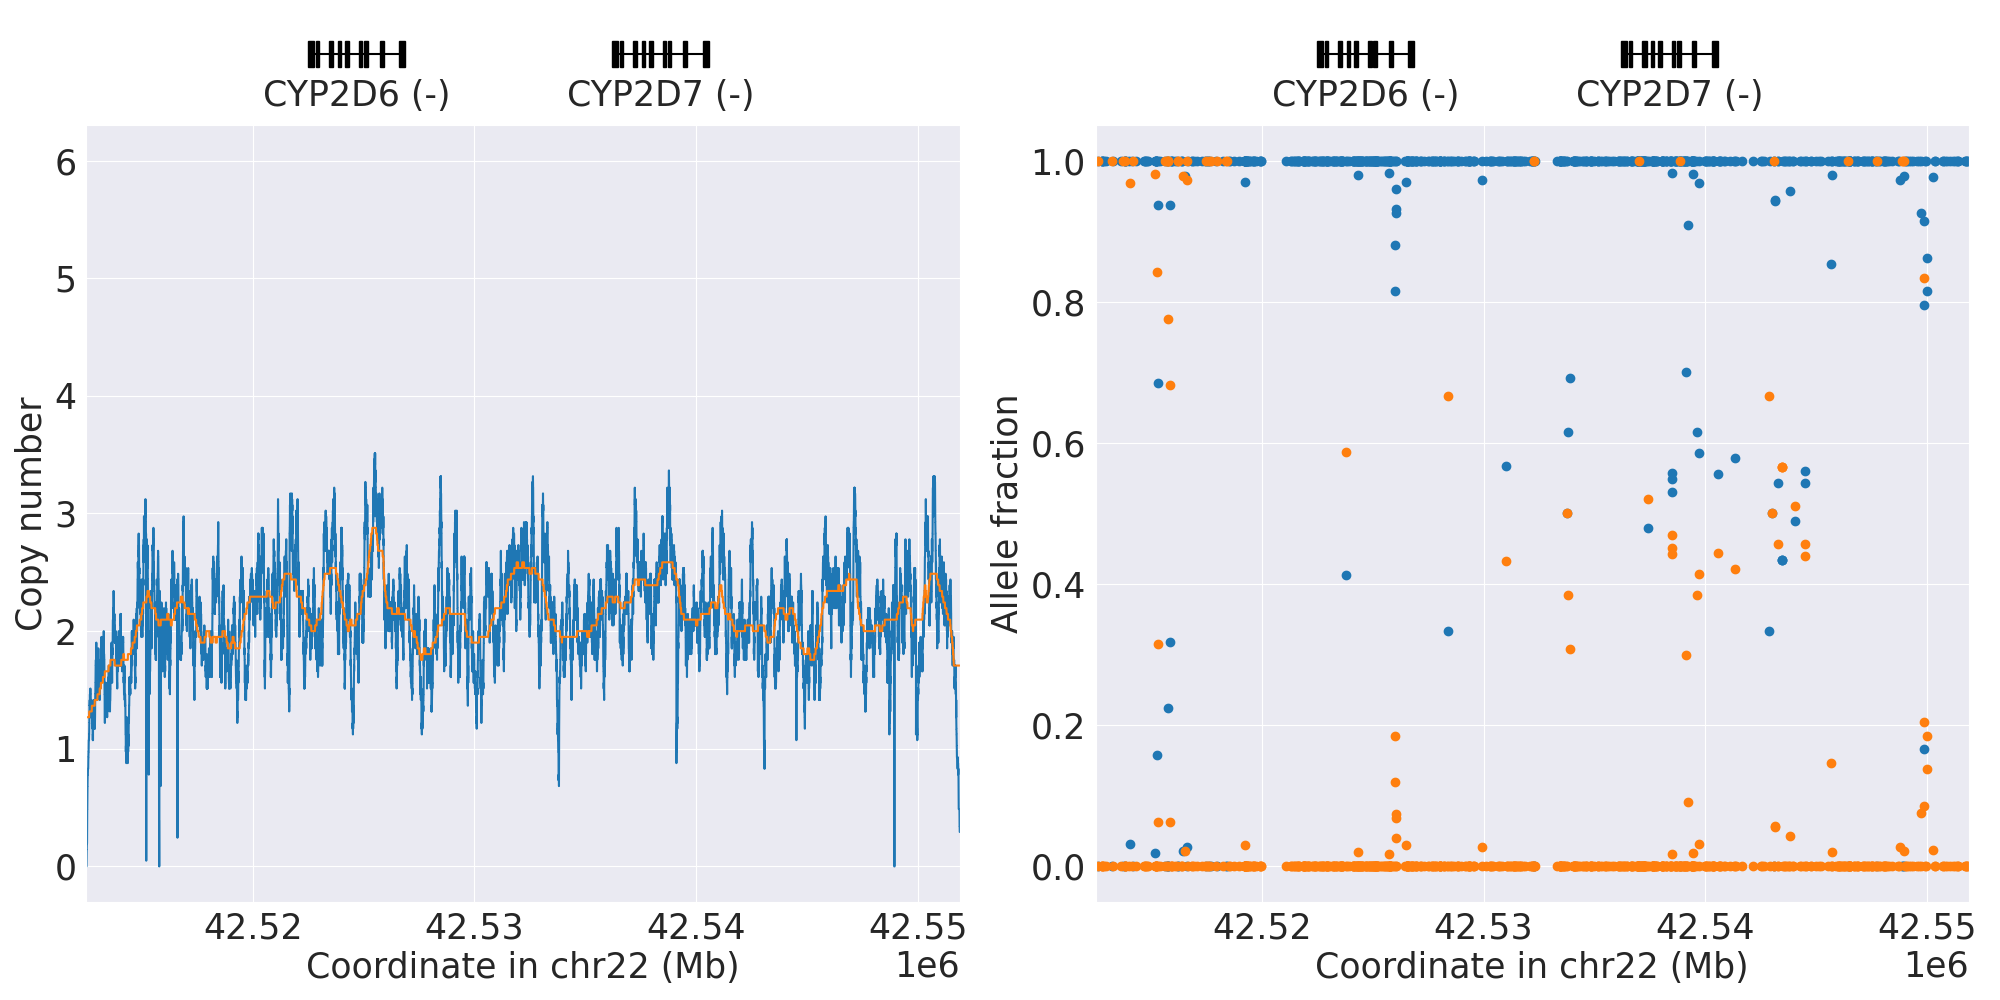 CYP2D6 (-) CYP2D7 (-)
6
5
4
3
2
1
0
Copy number
42.52 42.53 42.54 42.55
Coordinate in chr22 (Mb) 1e6
CYP2D6 (-) CYP2D7 (-)
1.0
0.8
0.6
0.4
0.2
0.0
Allele fraction
42.52 42.53 42.54 42.55
Coordinate in chr22 (Mb) 1e6